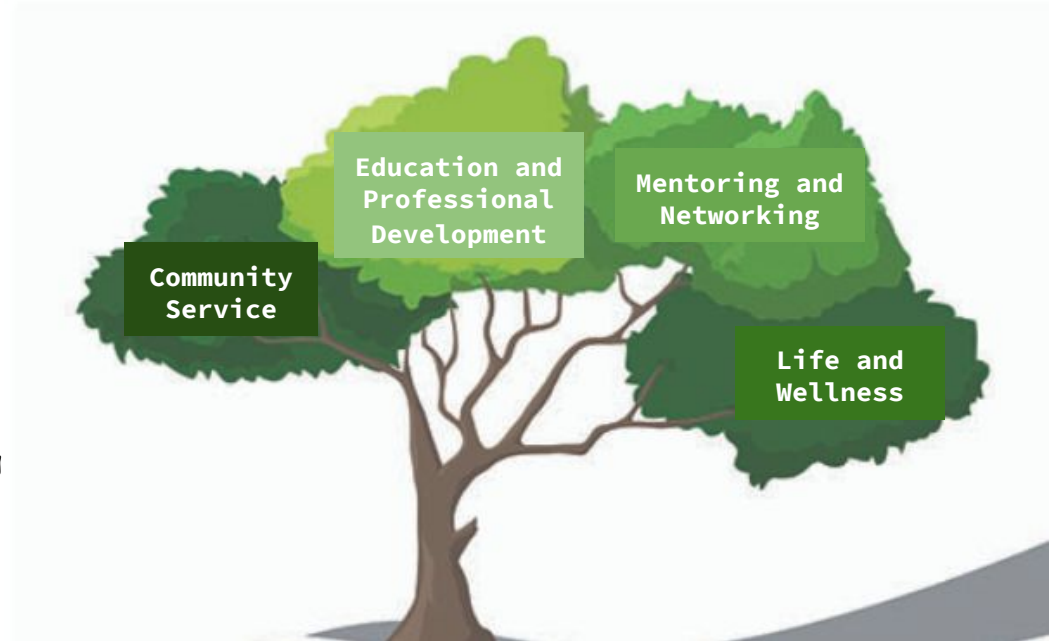 Education and
Professional
Development
Mentoring and
Networking
Community
Service
Life and
Wellness